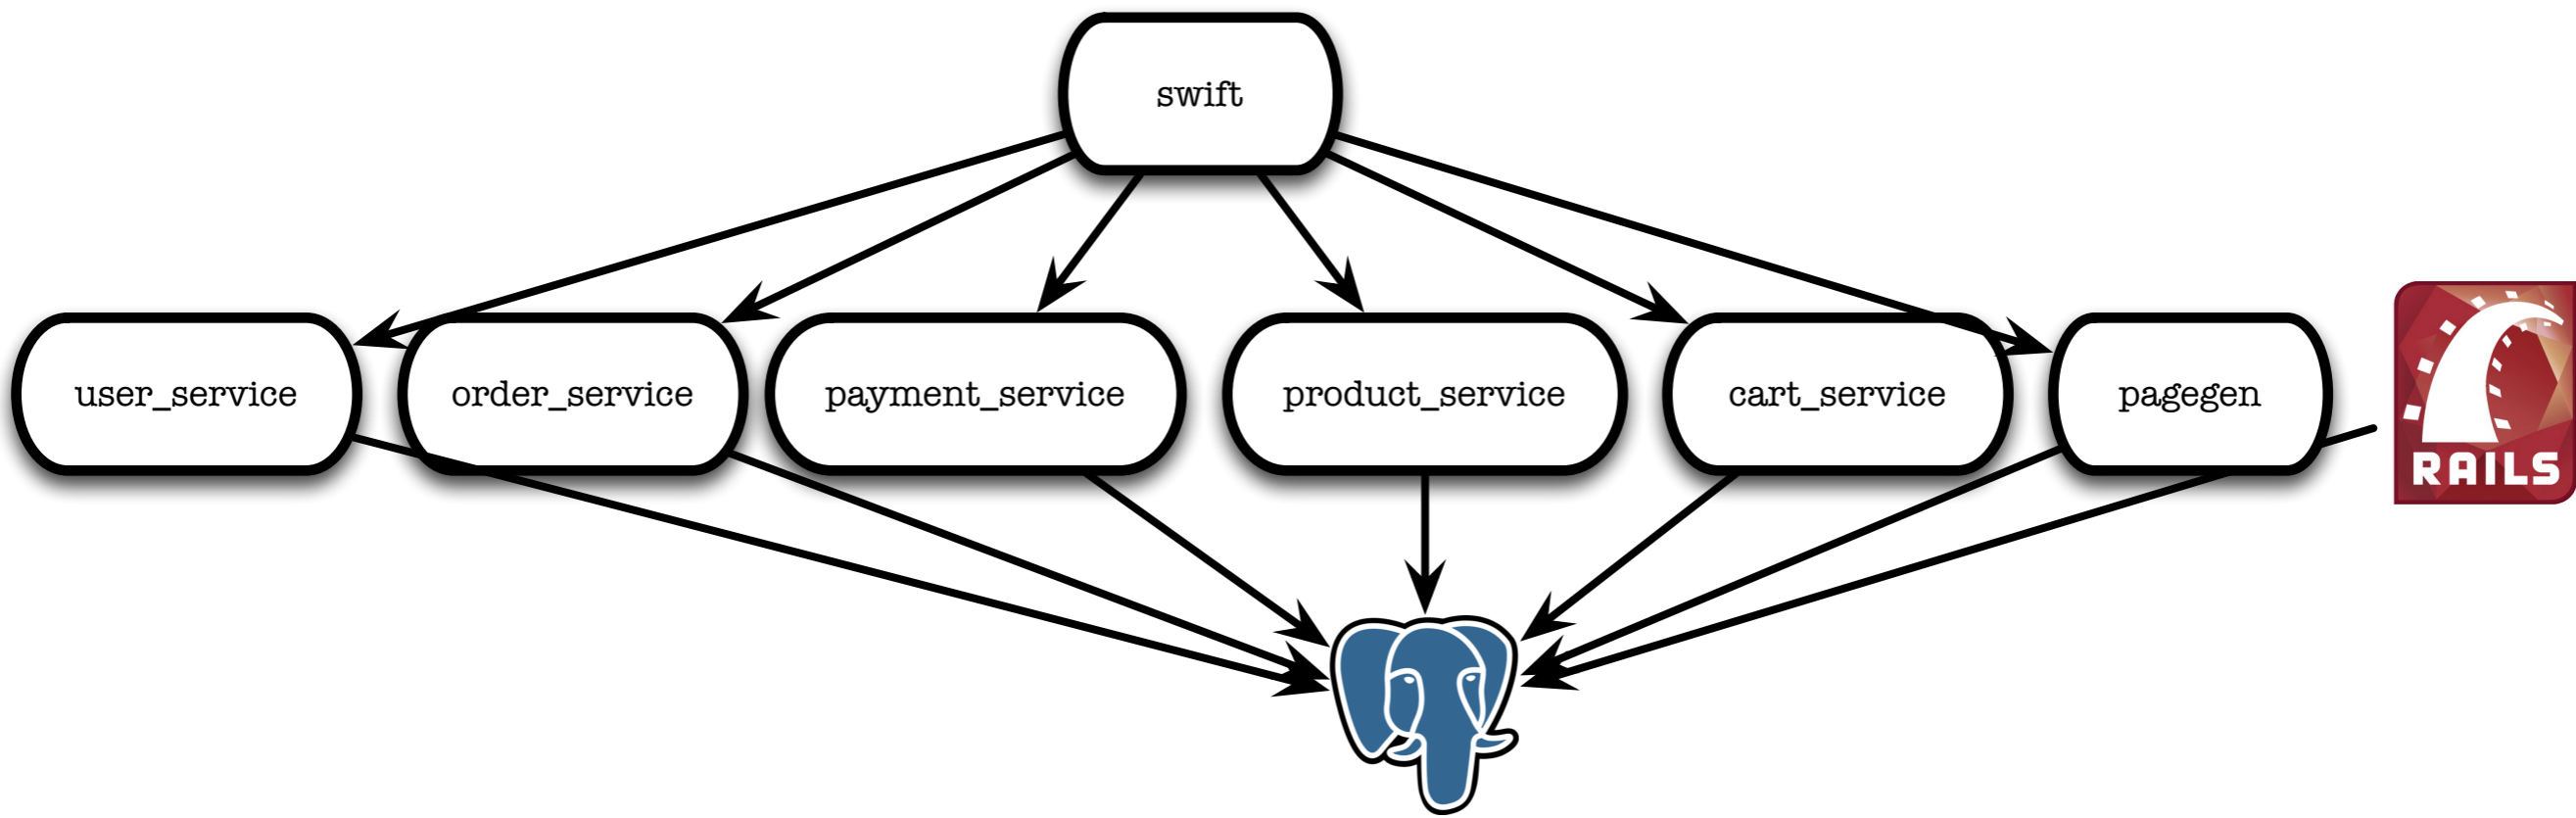 swift
user_service
order_service
payment_service
product_service
cart_service
pagegen
RAILS